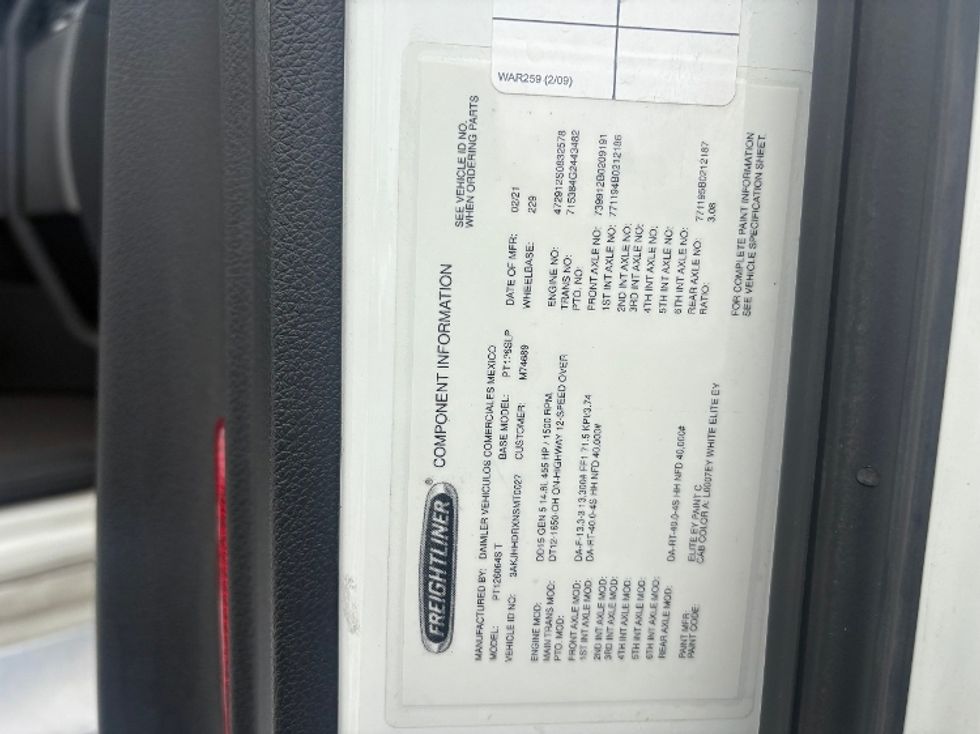 WAR259 (2/09)
FREIGHTLINER® COMPONENT INFORMATION
SEE VEHICLE ID NO.
WHEN ORDERING PARTS
MANUFACTURED BY: DAIMLER VEHICULOS COMERCIALES MEXICO
MODEL: PT126064ST BASE MODEL: PT126SLP DATE OF MFR: 02/21
VEHICLE ID NO: CUSTOMER: M74689 WHEELBASE: 229
ENGINE MOD: DD15 GEN 5 14.8L 455 HP / 1500 RPM ENGINE NO: 472912S0832578
MAIN TRANS MOD: DT12-1650-OH ON-HIGHWAY 12-SPEED OVER TRANS NO: 715384G2443482
PTO. MOD: PTO. NO:
FRONT AXLE MOD: DA-F-13.3-3 13,300# FF1 71.5 KPI/3.74 FRONT AXLE NO: 739912B0209191
1ST INT AXLE MOD: DA-RT-40.0-4S HH NFD 40,000# 1ST INT AXLE NO: 771194B0212186
2ND INT AXLE MOD: 2ND INT AXLE NO:
3RD INT AXLE MOD: 3RD INT AXLE NO:
4TH INT AXLE MOD: 4TH INT AXLE NO:
5TH INT AXLE MOD: 5TH INT AXLE NO:
6TH INT AXLE MOD: 6TH INT AXLE NO:
REAR AXLE MOD: DA-RT-40.0-4S HH NFD 40,000# REAR AXLE NO: 771195B0212187
RATIO: 3.08
PAINT MFR: ELITE EY PAINT C
PAINT CODE: CAB COLOR A: L0007EY WHITE ELITE EY
FOR COMPLETE PAINT INFORMATION
SEE VEHICLE SPECIFICATION SHEET.